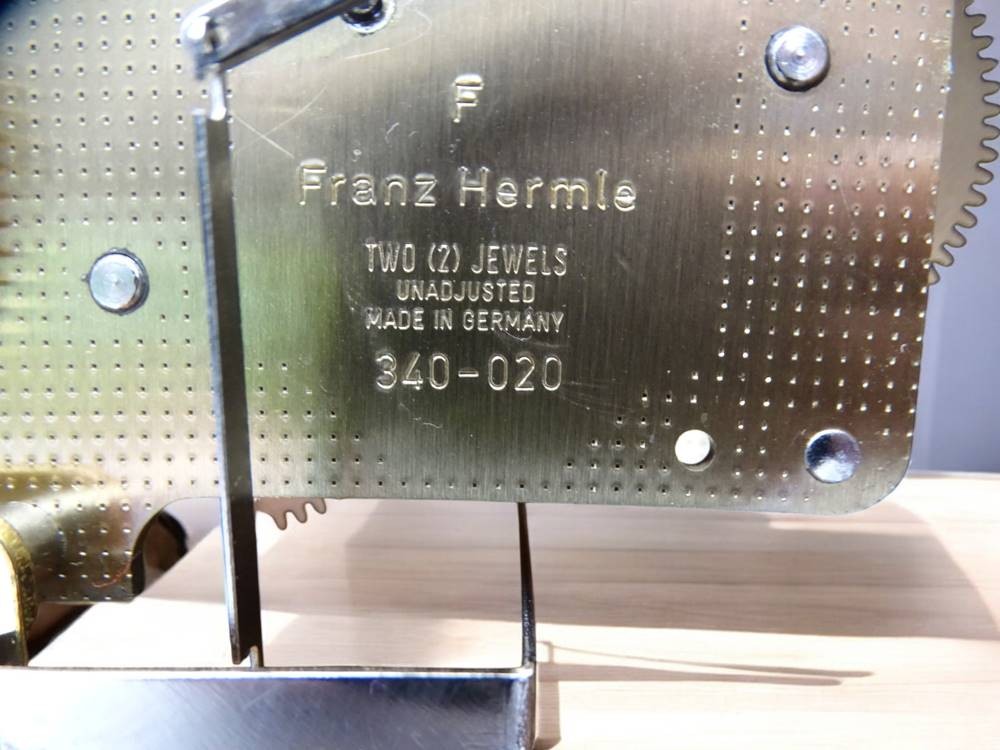 F
Franz Hermle
TWO (2) JEWELS
UNADJUSTED
MADE IN GERMANY
340-020